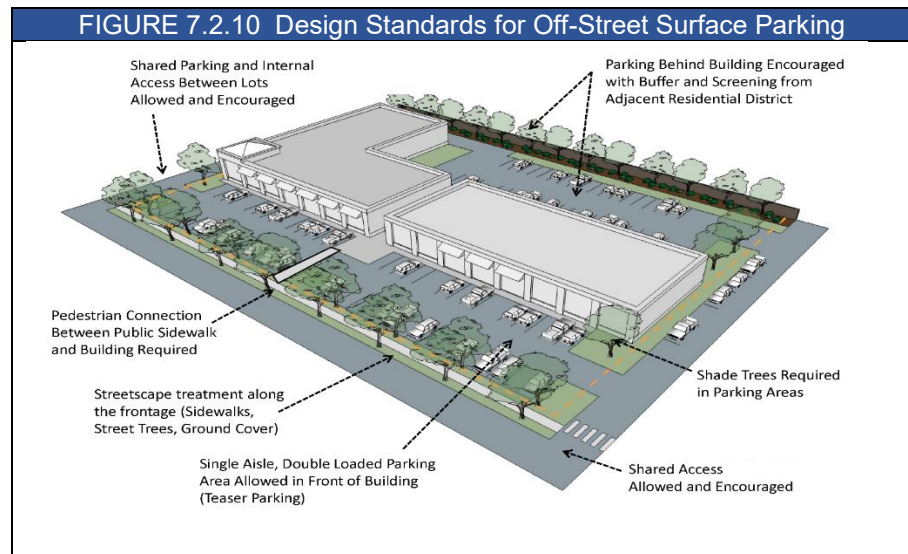 FIGURE 7.2.10 Design Standards for Off-Street Surface Parking
Shared Parking and Internal
Access Between Lots
Allowed and Encouraged
Parking Behind Building Encouraged
with Buffer and Screening from
Adjacent Residential District
Pedestrian Connection
Between Public Sidewalk
and Building Required
Streetscape treatment along
the frontage (Sidewalks,
Street Trees, Ground Cover)
Single Aisle, Double Loaded Parking
Area Allowed in Front of Building
(Teaser Parking)
Shade Trees Required
in Parking Areas
Shared Access
Allowed and Encouraged